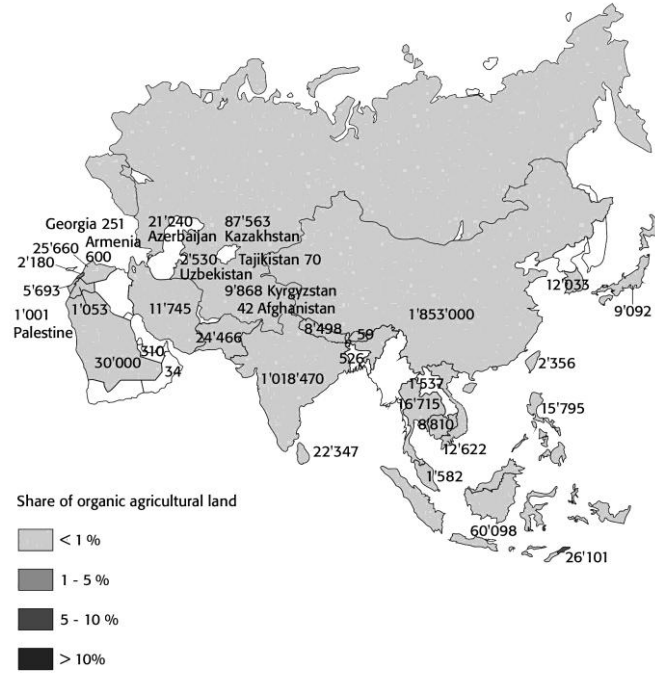 Georgia 251
21'240
Azerbaijan
87'563
Kazakhstan
25'660
Armenia
600
2'180
2'530
Uzbekistan
Tajikistan 70
5'693
9'868 Kyrgyzstan
42 Afghanistan
1'001
Palestine
1'053
11'745
24'466
8'498
59
526
1'853'000
12'033
9'092
30'000
310
34
1'018'470
22'347
2'356
1'537
16'715
8'810
15'795
12'622
1'582
60'098
26'101
Share of organic agricultural land
< 1 %
1 - 5 %
5 - 10 %
> 10%